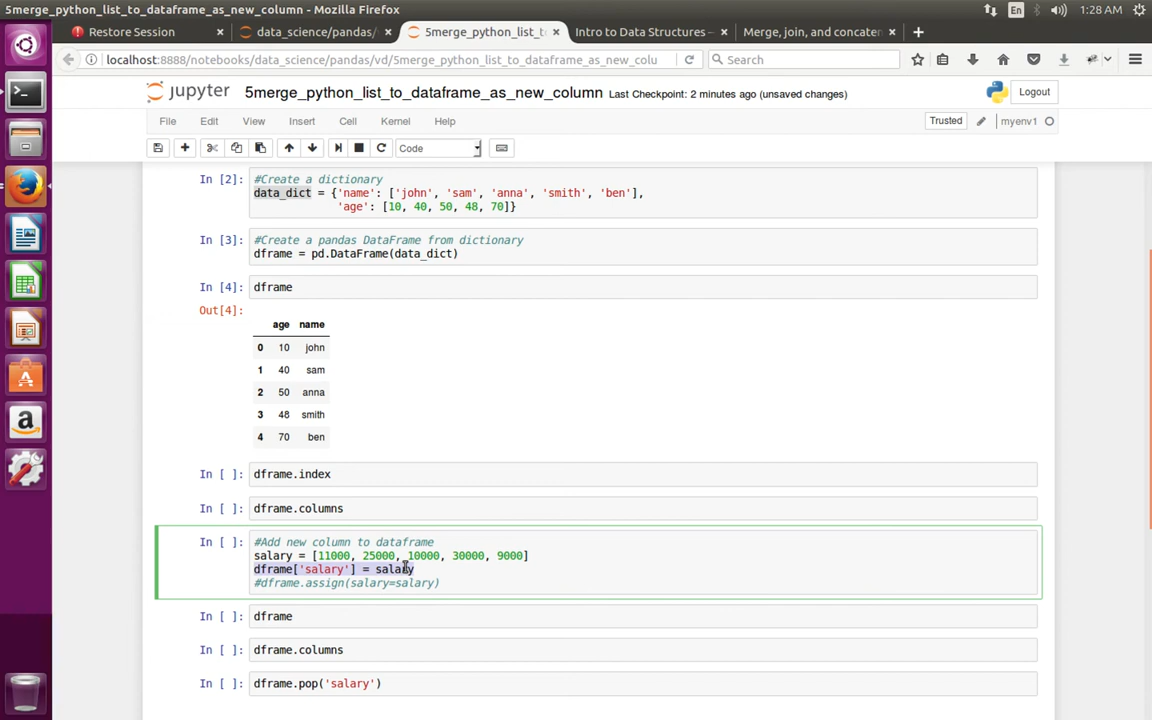 5merge_python_list_to_dataframe_as_new_column - Mozilla Firefox
En
1:28 AM
Restore Session
data_science/pandas/
5merge_python_list_to
Intro to Data Structures —
Merge, join, and concaten
localhost:8888/notebooks/data_science/pandas/vd/5merge_python_list_to_dataframe_as_new_colu
Search
jupyter
5merge_python_list_to_dataframe_as_new_column
Last Checkpoint: 2 minutes ago (unsaved changes)
Logout
File
Edit
View
Insert
Cell
Kernel
Help
Trusted
myenv1
Code
In [2]:
#Create a dictionary
data_dict = {'name': ['john', 'sam', 'anna', 'smith', 'ben'],
'age': [10, 40, 50, 48, 70]}
In [3]:
#Create a pandas DataFrame from dictionary
dframe = pd.DataFrame(data_dict)
In [4]:
dframe
Out[4]:
age name
0 10 john
1 40 sam
2 50 anna
3 48 smith
4 70 ben
In [ ]:
dframe.index
In [ ]:
dframe.columns
In [ ]:
#Add new column to dataframe
salary = [11000, 25000, 10000, 30000, 9000]
dframe['salary'] = salary
#dframe.assign(salary=salary)
In [ ]:
dframe
In [ ]:
dframe.columns
In [ ]:
dframe.pop('salary')